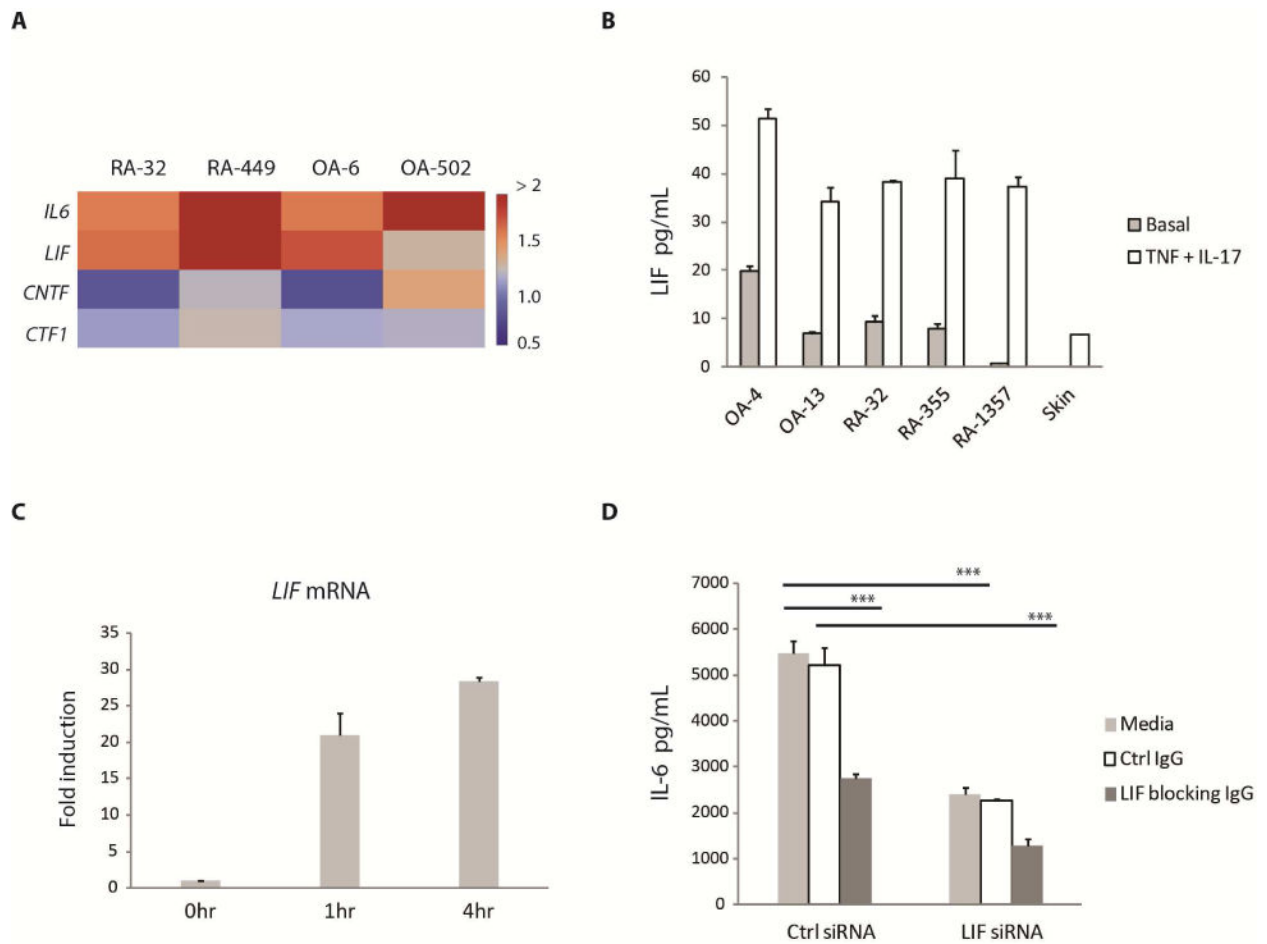 A
RA-32 RA-449 OA-6 OA-502
IL6
LIF
CNTF
CTF1
> 2
1.5
1.0
0.5
B
60
50
40
30
20
10
0
LIF pg/mL
OA-4 OA-13 RA-32 RA-355 RA-1357 Skin
Basal
TNF + IL-17
C
LIF mRNA
35
30
25
20
15
10
5
0
Fold induction
0hr 1hr 4hr
D
7000
6000
5000
4000
3000
2000
1000
0
IL-6 pg/mL
***
***
***
Ctrl siRNA LIF siRNA
Media
Ctrl IgG
LIF blocking IgG